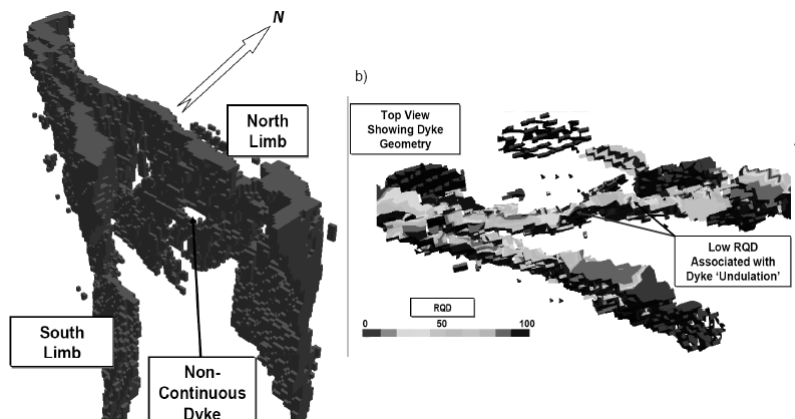 N
North
Limb
South
Limb
Non-
Continuous
Dyke
b)
Top View
Showing Dyke
Geometry
Low RQD
Associated with
Dyke ‘Undulation’
RQD
0 50 100